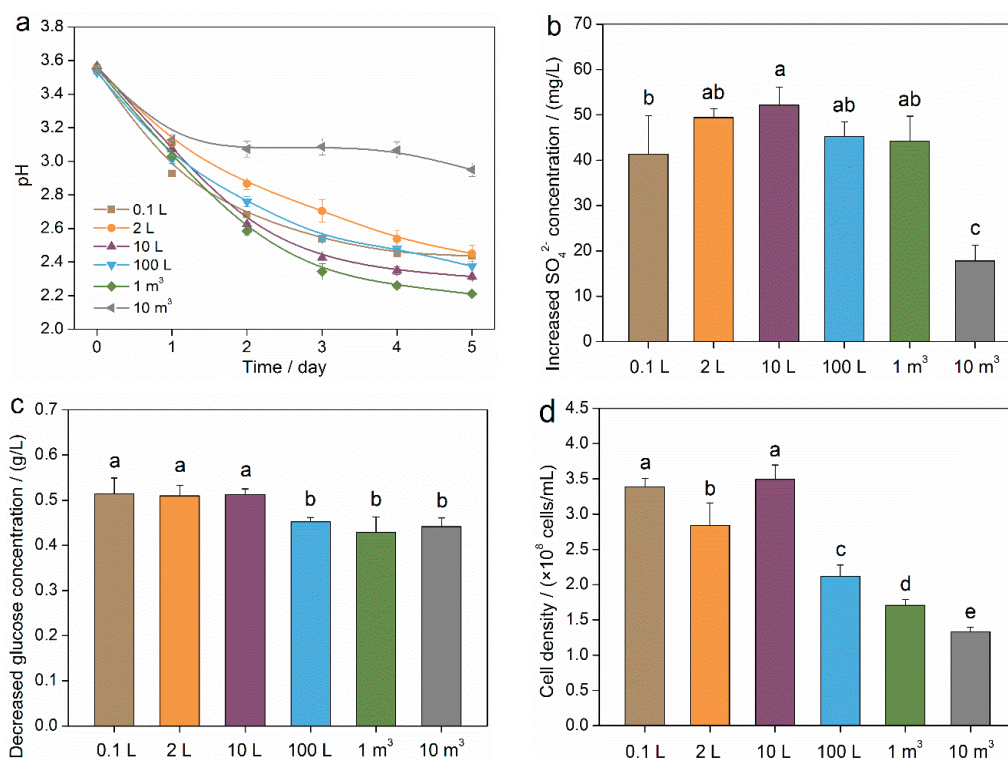 a
3.8
3.6
3.4
3.2
3.0
2.8
2.6
2.4
2.2
2.0
pH
0.1 L
2 L
10 L
100 L
1 m³
10 m³
0 1 2 3 4 5
Time / day
b
70
60
50
40
30
20
10
0
Increased SO₄²⁻ concentration / (mg/L)
b ab a ab ab c
0.1 L 2 L 10 L 100 L 1 m³ 10 m³
c
0.7
0.6
0.5
0.4
0.3
0.2
0.1
0.0
Decreased glucose concentration / (g/L)
a a a b b b
0.1 L 2 L 10 L 100 L 1 m³ 10 m³
d
4.5
4.0
3.5
3.0
2.5
2.0
1.5
1.0
0.5
0.0
Cell density / (×10⁸ cells/mL)
a b a c d e
0.1 L 2 L 10 L 100 L 1 m³ 10 m³